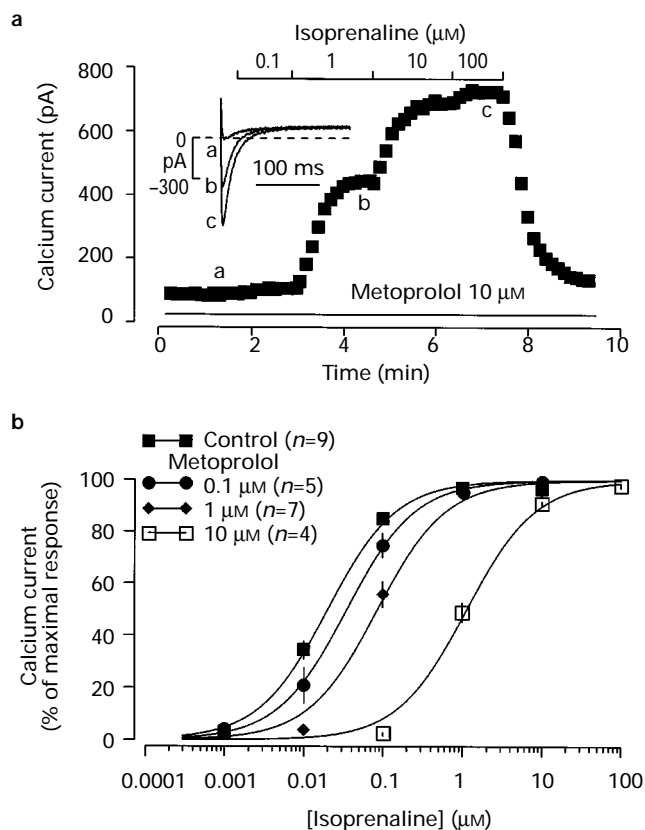 a
Isoprenaline (μM)
0.1 1 10 100
800
600
400
200
0
Calcium current (pA)
0
pA
–300
a
b
c
100 ms
a
b
c
Metoprolol 10 μM
0 2 4 6 8 10
Time (min)
b
Control (n=9)
Metoprolol
0.1 μM (n=5)
1 μM (n=7)
10 μM (n=4)
100
80
60
40
20
0
Calcium current
(% of maximal response)
0.0001 0.001 0.01 0.1 1 10 100
[Isoprenaline] (μM)